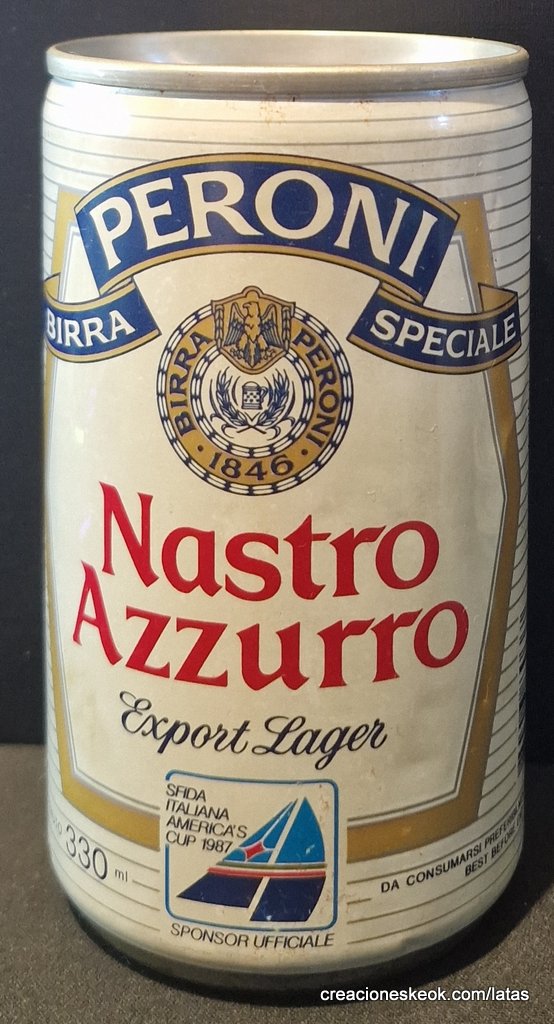 PERONI
BIRRA SPECIALE
BIRRA PERONI
· 1846 ·
Nastro
Azzurro
Export Lager
SFIDA
ITALIANA
AMERICA'S
CUP 1987
330 ml
SPONSOR UFFICIALE
DA CONSUMARSI
BEST BEFORE
creacioneskeok.com/latas